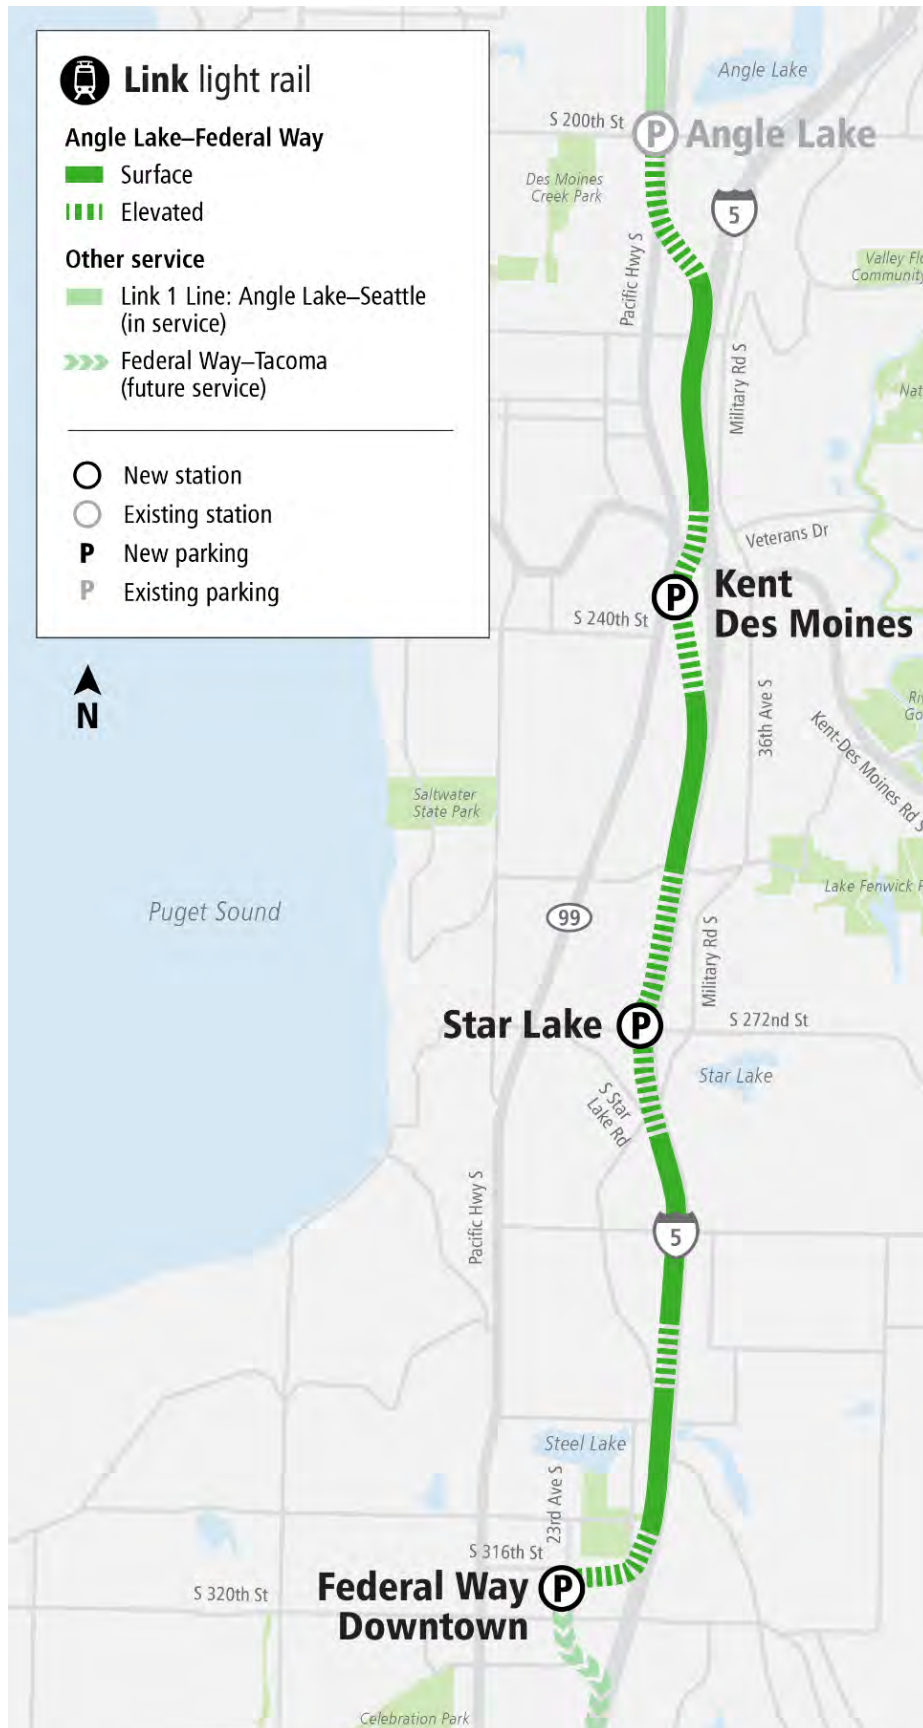 Link light rail
Angle Lake–Federal Way
Surface
Elevated
Other service
Link 1 Line: Angle Lake–Seattle
(in service)
Federal Way–Tacoma
(future service)
New station
Existing station
P New parking
P Existing parking
N
Angle Lake
S 200th St
P Angle Lake
Des Moines
Creek Park
5
Pacific Hwy S
Valley
Community
Military Rd S
Veterans Dr
P Kent
Des Moines
S 240th St
36th Ave S
Kent-Des Moines Rd S
Saltwater
State Park
Lake Fenwick
Puget Sound
99
Military Rd S
Star Lake P
S 272nd St
Star Lake
S Star
Lake Rd
Pacific Hwy S
5
Steel Lake
23rd Ave S
S 316th St
Federal Way
Downtown
P
S 320th St
Celebration Park